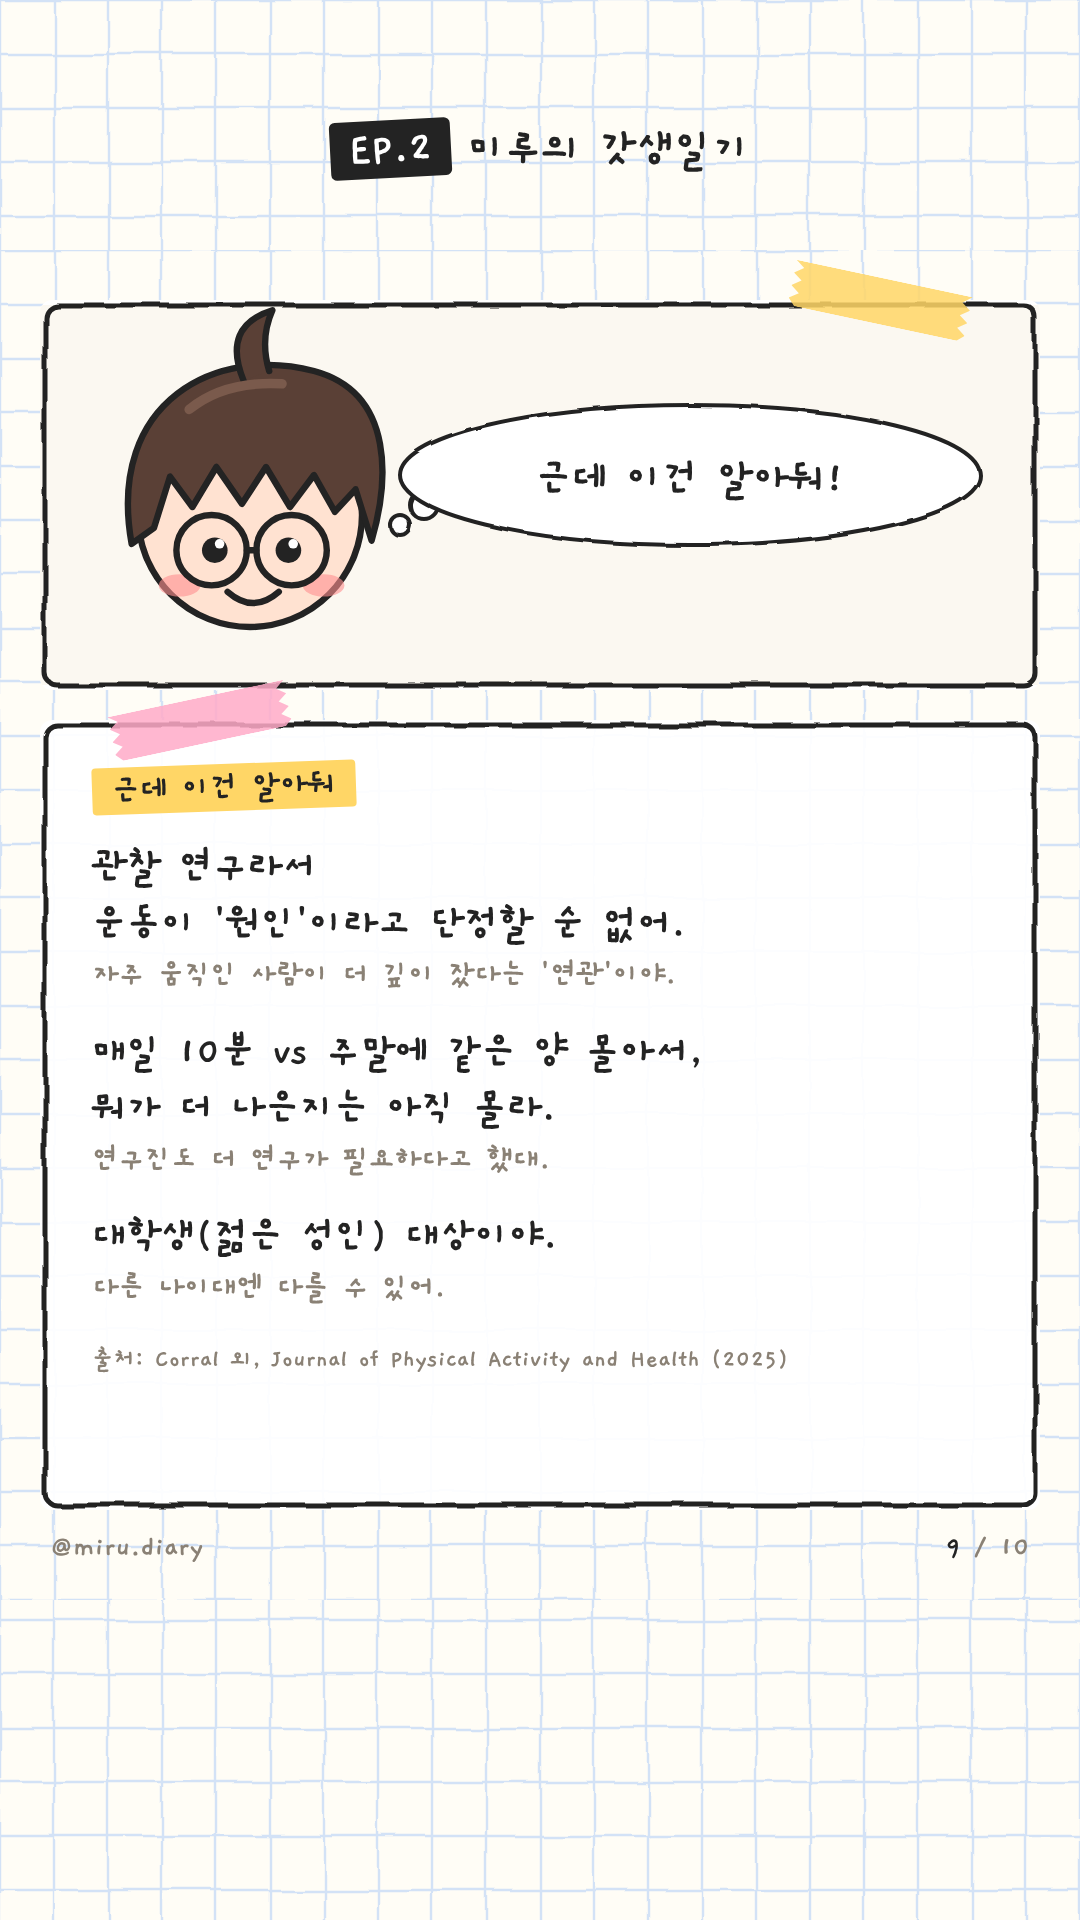 EP.2 미루의 갓생일기
근데 이건 알아둬!
근데 이건 알아둬
관찰 연구라서
운동이 '원인'이라고 단정할 순 없어.
자주 움직인 사람이 더 깊이 잤다는 '연관'이야.
매일 10분 vs 주말에 같은 양 몰아서,
뭐가 더 나은지는 아직 몰라.
연구진도 더 연구가 필요하다고 했대.
대학생(젊은 성인) 대상이야.
다른 나이대엔 다를 수 있어.
출처: Corral 외, Journal of Physical Activity and Health (2025)
@miru.diary
9 / 10